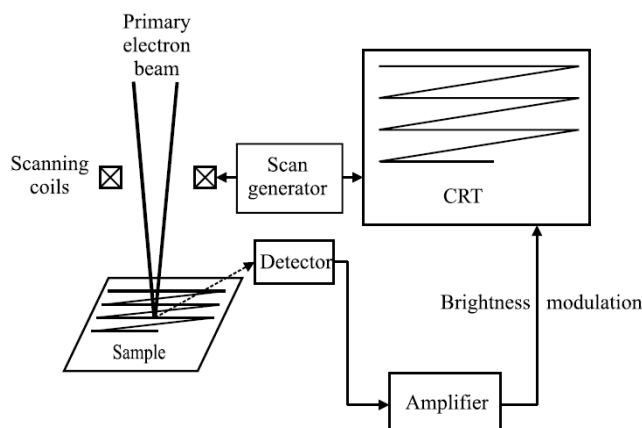 Primary
electron
beam
Scanning
coils
Scan
generator
CRT
Detector
Brightness modulation
Sample
Amplifier